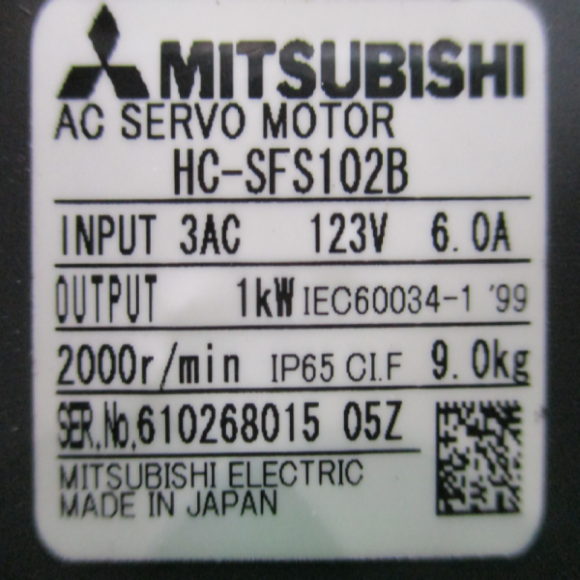 MITSUBISHI
AC SERVO MOTOR
HC-SFS102B
INPUT 3AC 123V 6.0A
OUTPUT 1kW IEC60034-1 '99
2000r/min IP65 CI.F 9.0kg
SER.No.610268015 05Z
MITSUBISHI ELECTRIC
MADE IN JAPAN